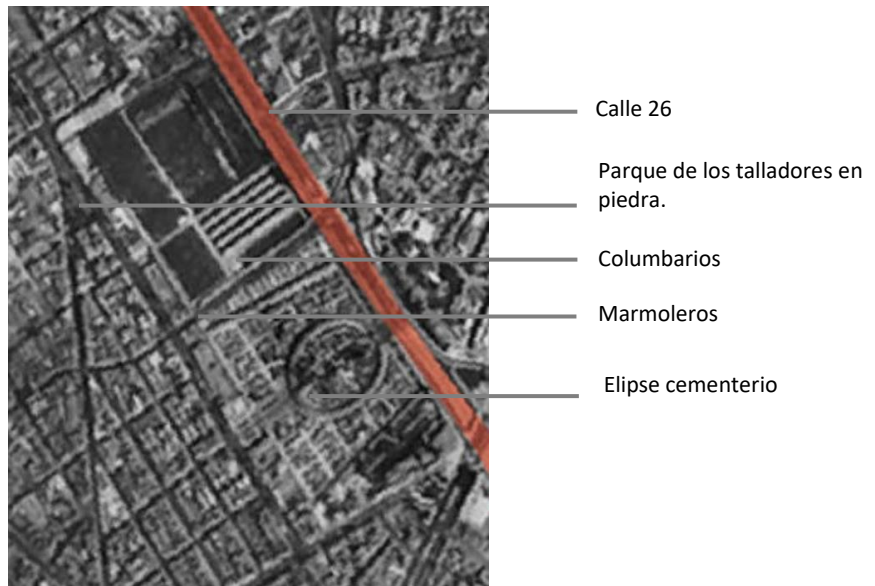 Calle 26
Parque de los talladores en
piedra.
Columbarios
Marmoleros
Elipse cementerio